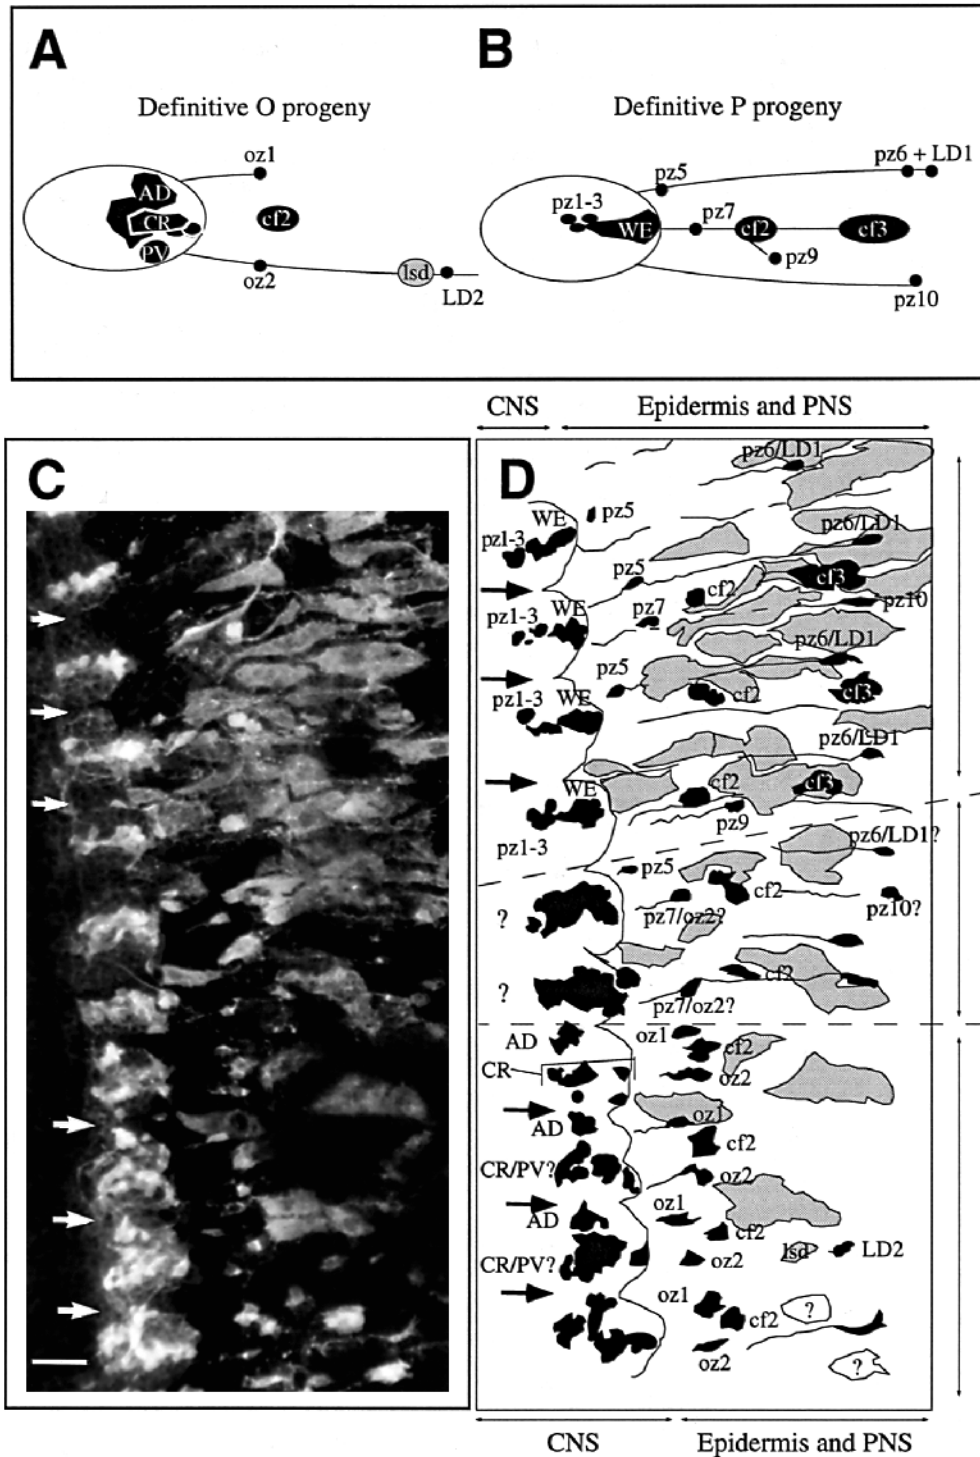 A
B
Definitive O progeny
Definitive P progeny
oz1
AD
CR
PV
cf2
oz2
lsd
LD2
pz6 + LD1
pz5
pz1-3
pz7
WE
cf2
cf3
pz9
pz10
CNS
Epidermis and PNS
C
D
pz6/LD1
WE
pz5
pz6/LD1
pz1-3
pz5
cf2
cf3
pz10
pz1-3
WE
pz7
pz6/LD1
pz5
cf2
cf3
pz1-3
WE
pz6/LD1
WE
cf2
cf3
pz9
pz1-3
pz6/LD1?
pz5
cf2
?
pz7/oz2?
pz10?
cf2
?
pz7/oz2?
AD
oz1
cf2
CR
oz2
AD
oz1
cf2
CR/PV?
oz2
AD
oz1
cf2
CR/PV?
oz2
lsd
LD2
oz1
cf2
?
oz2
?
CNS
Epidermis and PNS